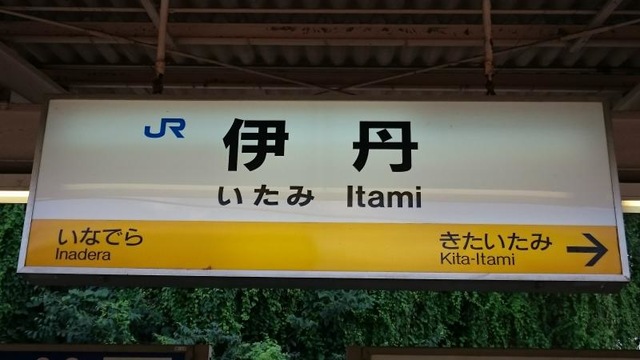 JR
伊丹
いたみ Itami
いなでら
Inadera
きたいたみ
Kita-Itami